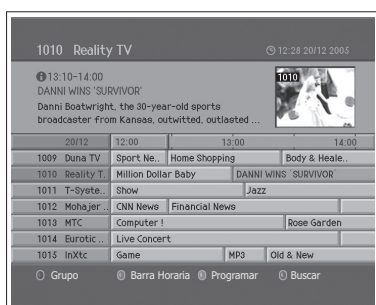 1010 Reality TV
12:28 20/12 2005
13:10-14:00
DANNI WINS 'SURVIVOR'
Danni Boatwright, the 30-year-old sports
broadcaster from Kansas, outwitted, outlasted ...
1010
20/12 12:00 13:00 14:00
1009 Duna TV Sport Ne.. Home Shopping Body & Heale..
1010 Reality T. Million Dollar Baby DANNI WINS 'SURVIVOR'
1011 T-Syste.. Show Jazz
1012 Mohajer .. CNN News Financial News
1013 MTC Computer ! Rose Garden
1014 Eurotic .. Live Concert
1015 InXtc Game MP3 Old & New
Grupo Barra Horaria Programar Buscar